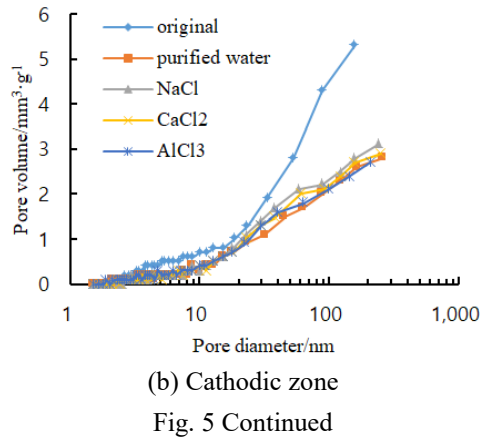 6
5
4
3
2
1
0
Pore volume/mm³·g⁻¹
original
purified water
NaCl
CaCl2
AlCl3
1 10 100 1,000
Pore diameter/nm
(b) Cathodic zone
Fig. 5 Continued